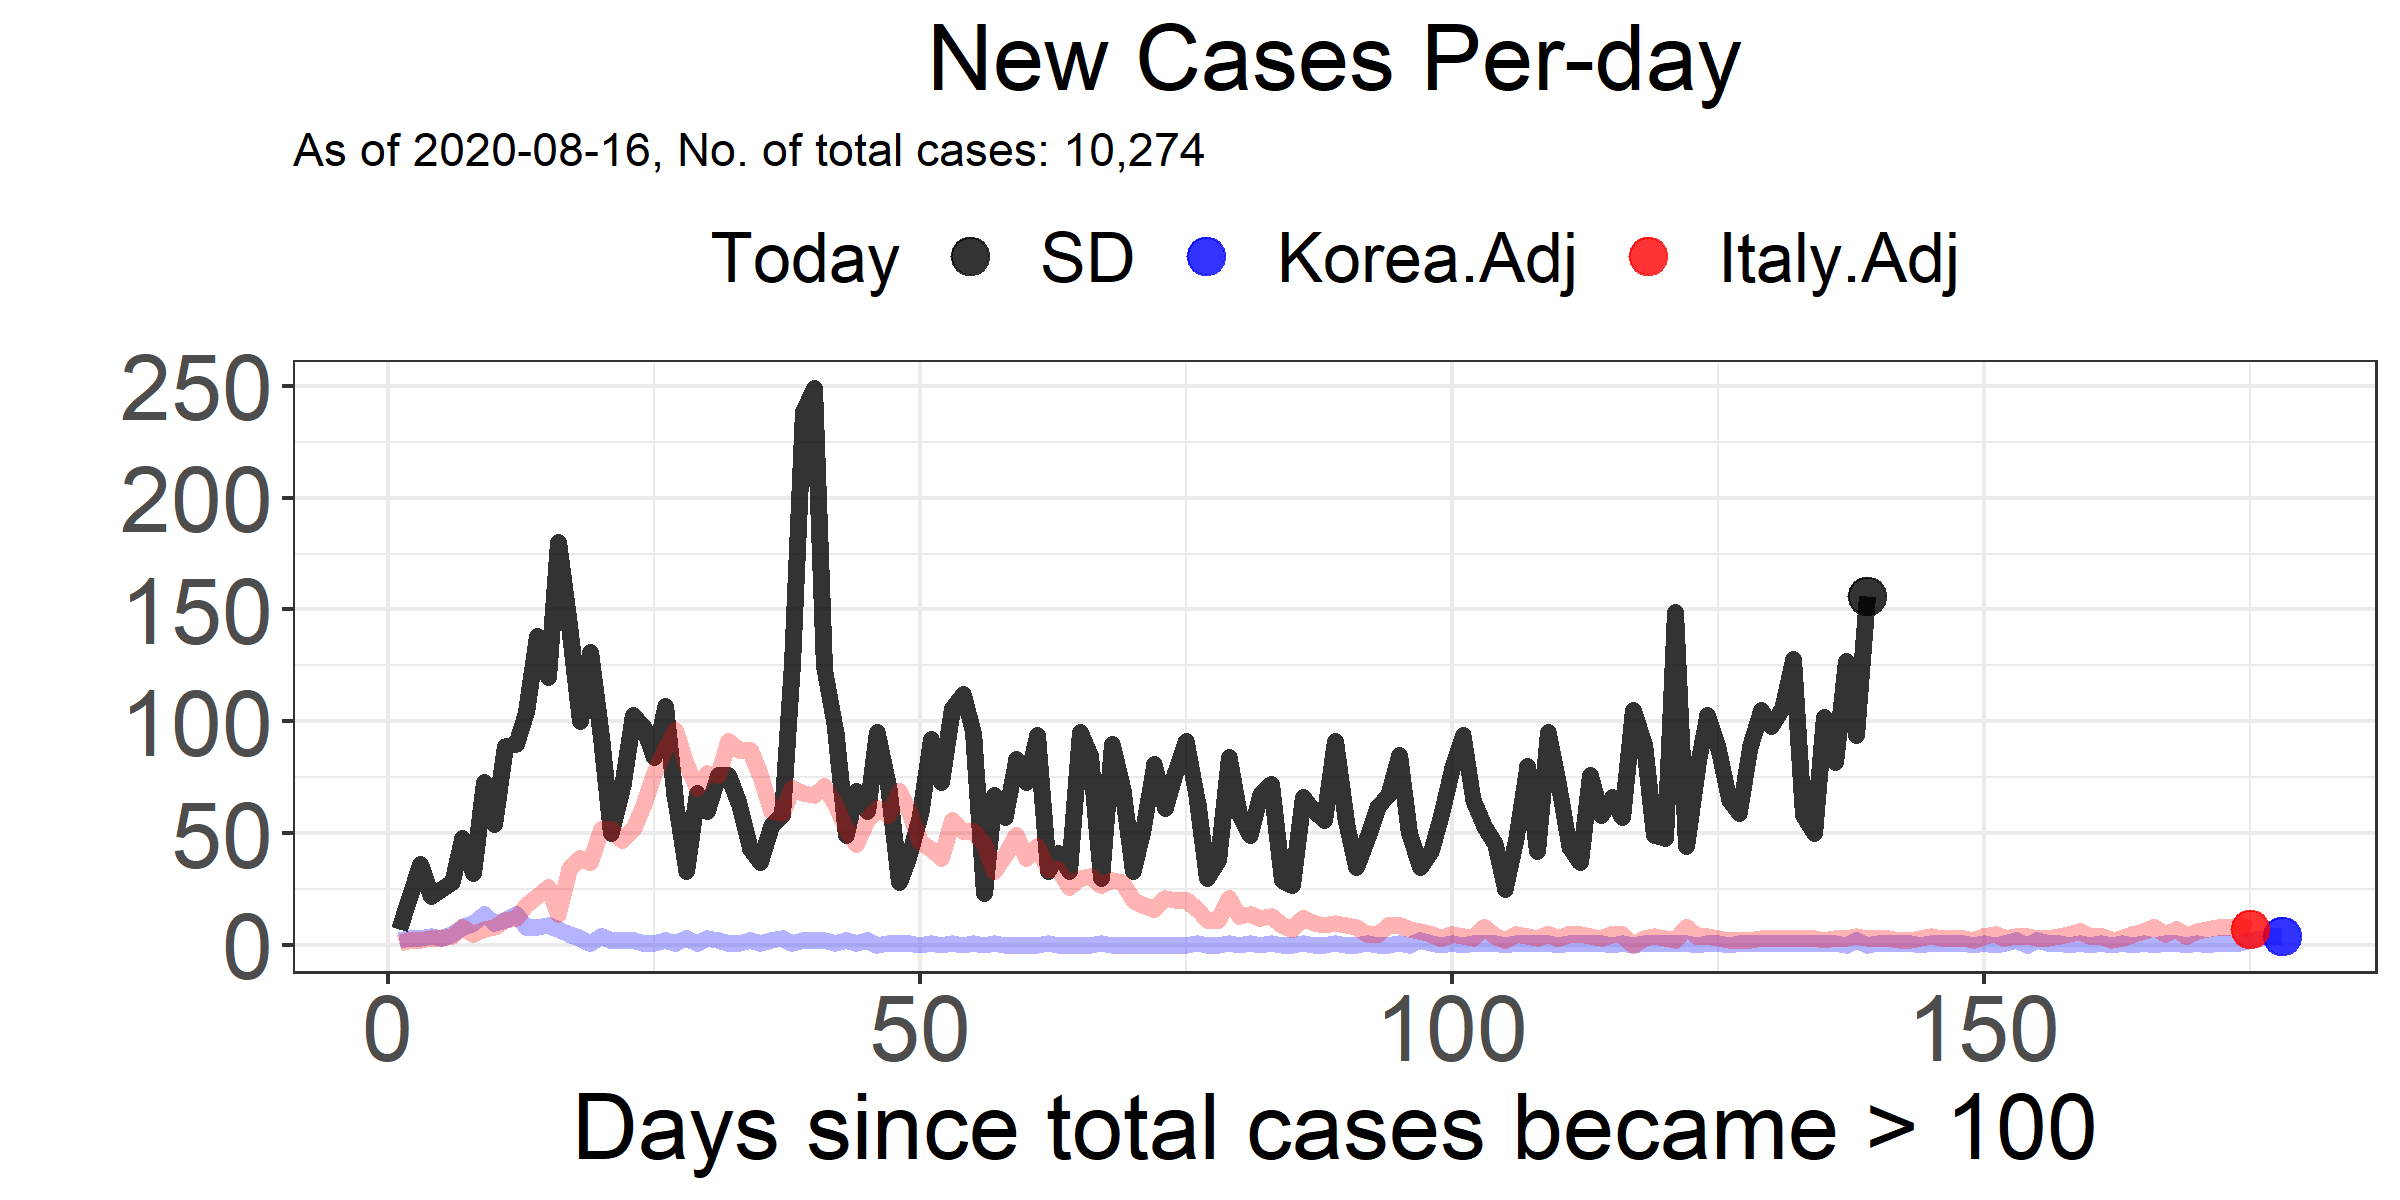 New Cases Per-day
As of 2020-08-16, No. of total cases: 10,274
Today SD Korea.Adj Italy.Adj
250
200
150
100
50
0
0 50 100 150
Days since total cases became > 100